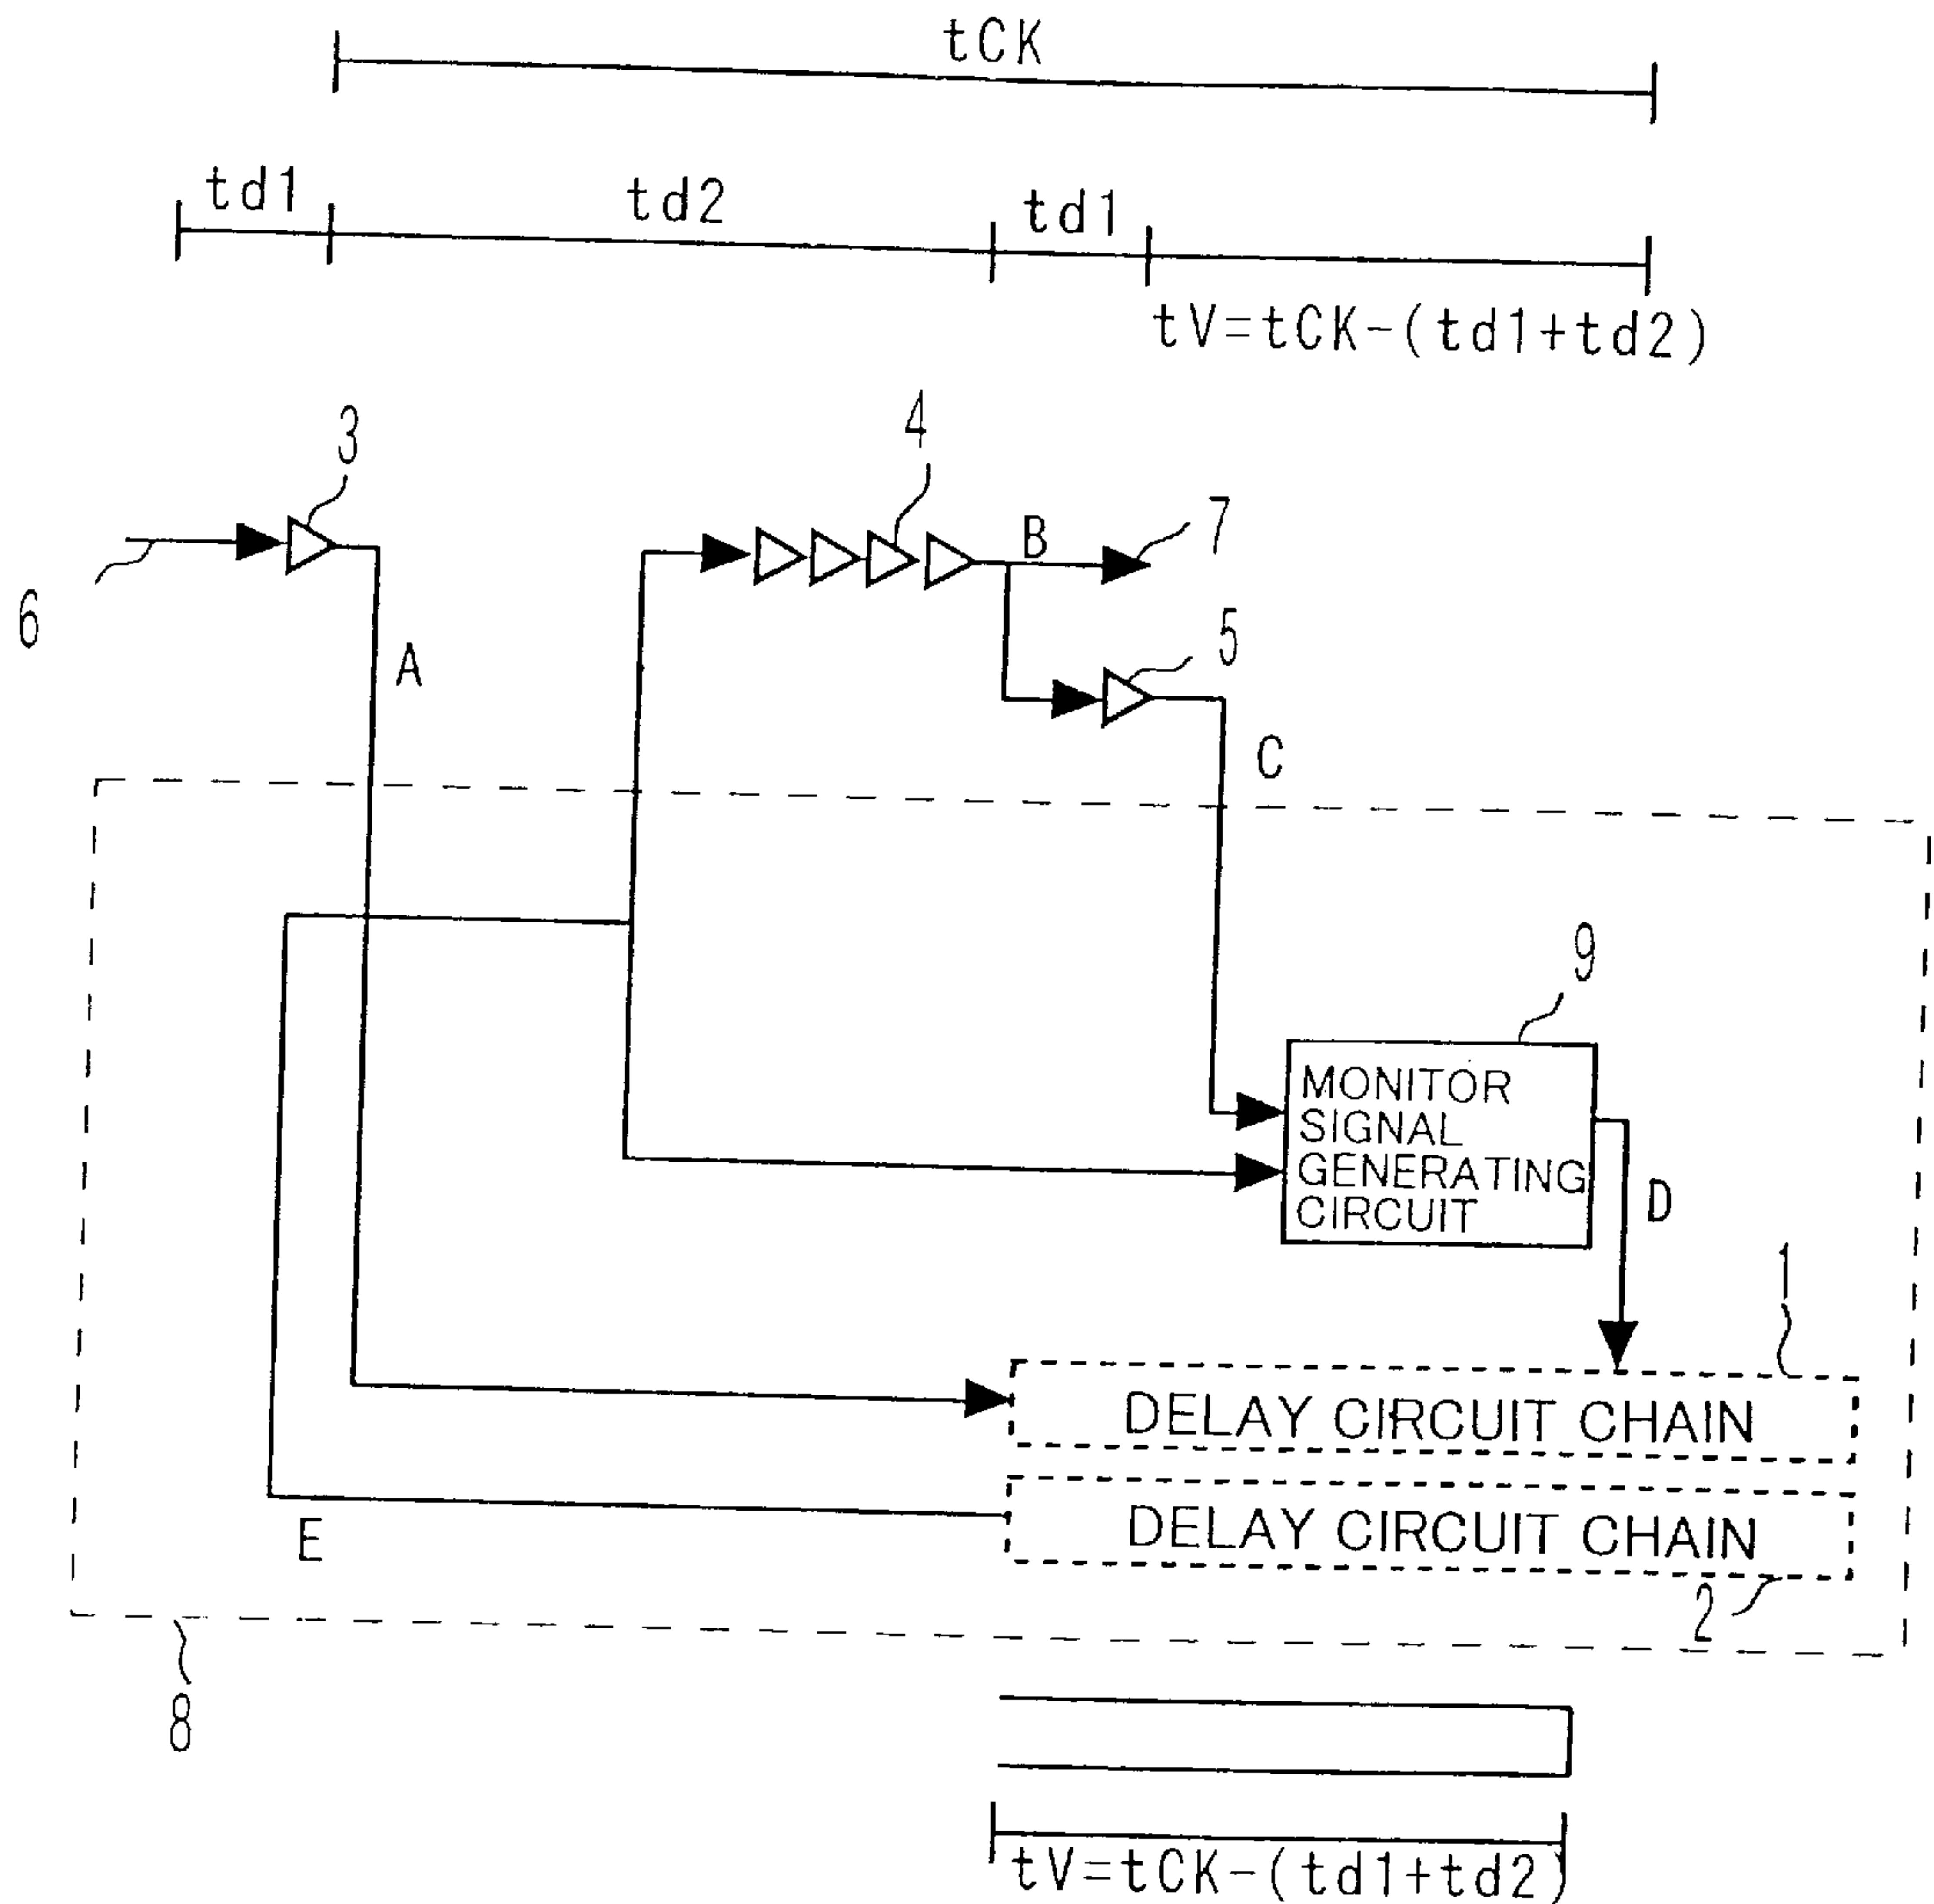 tCK
td1
td2
td1
tV=tCK-(td1+td2)
3
4
6
B
7
A
5
C
9
MONITOR
SIGNAL
GENERATING
CIRCUIT
D
1
DELAY CIRCUIT CHAIN
DELAY CIRCUIT CHAIN
E
2
8
tV=tCK-(td1+td2)